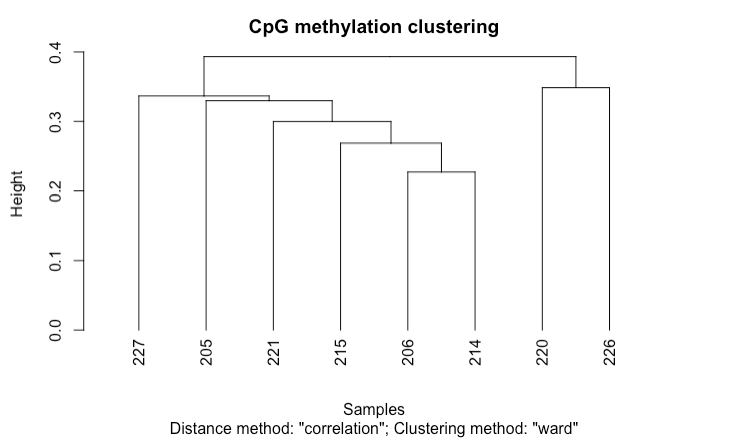 CpG methylation clustering
Height
0.4
0.3
0.2
0.1
0.0
227 205 221 215 206 214 220 226
Samples
Distance method: "correlation"; Clustering method: "ward"